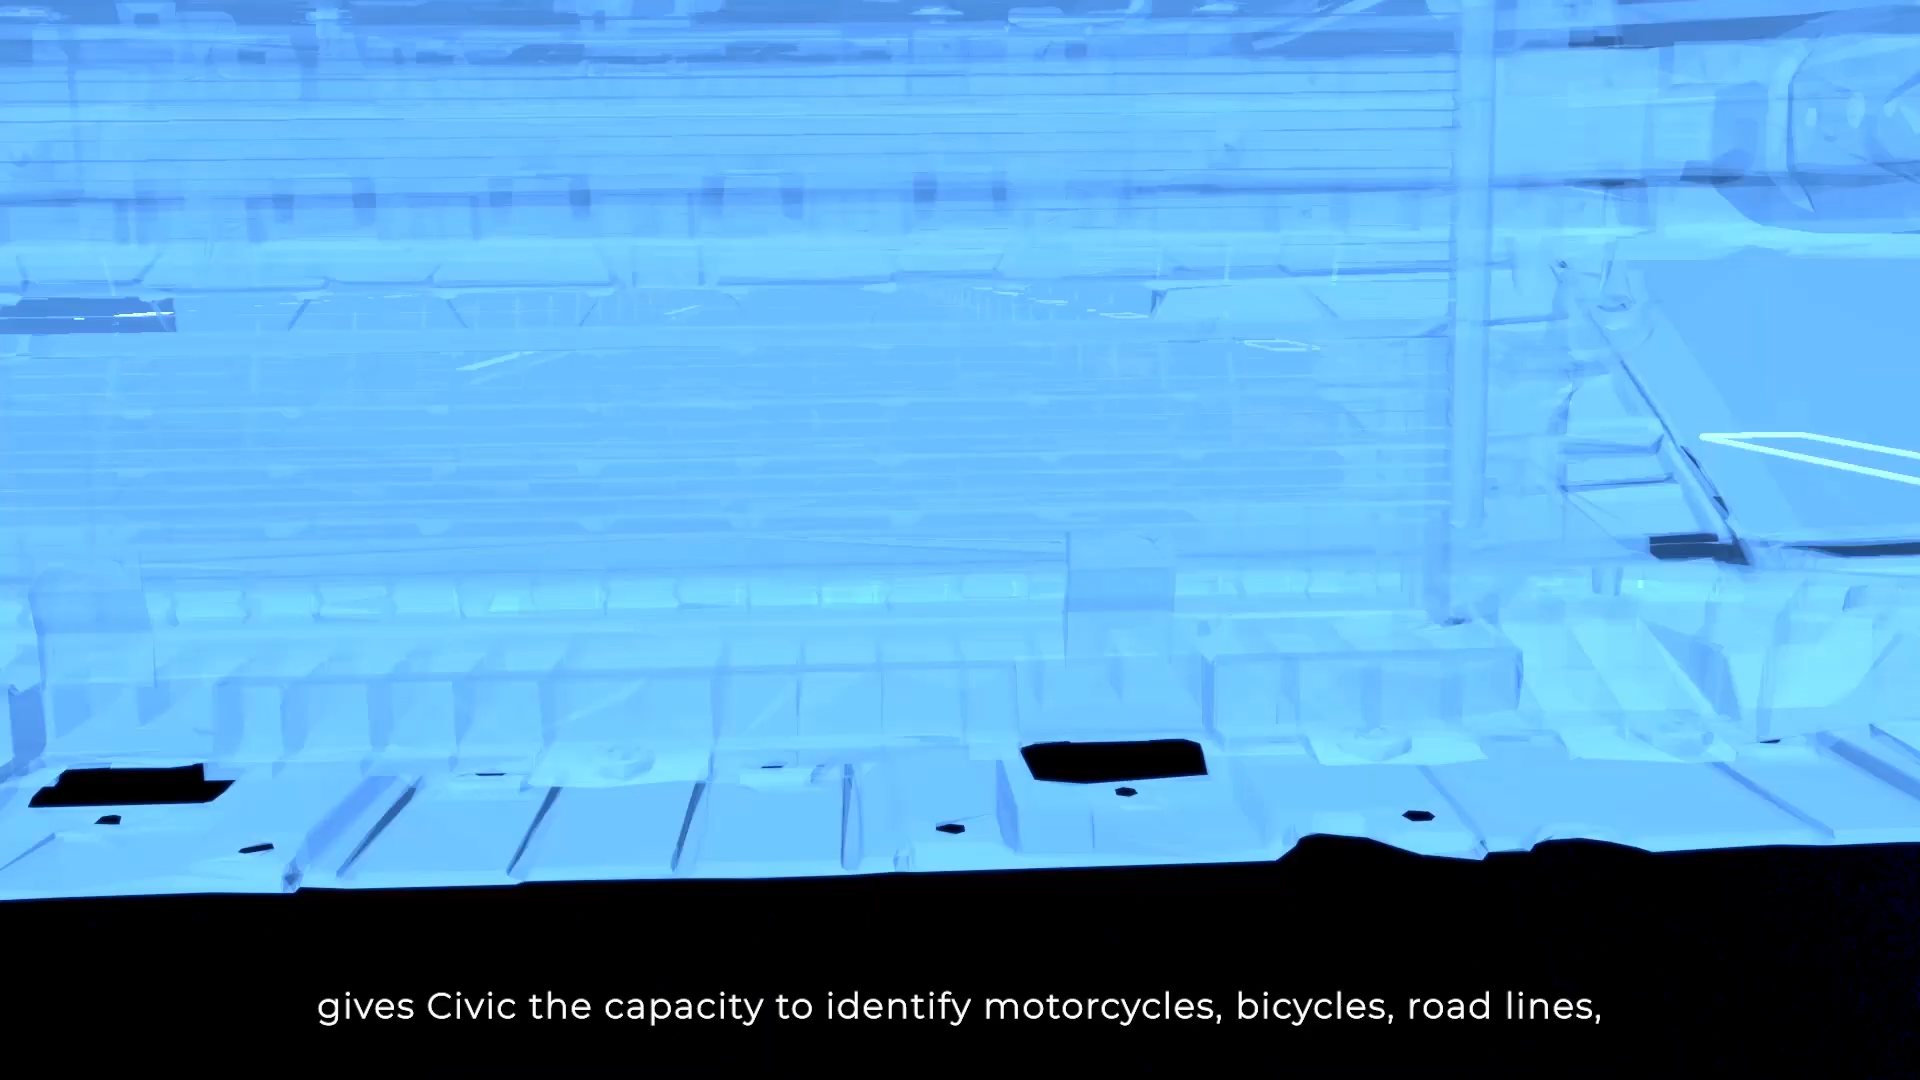 gives Civic the capacity to identify motorcycles, bicycles, road lines,